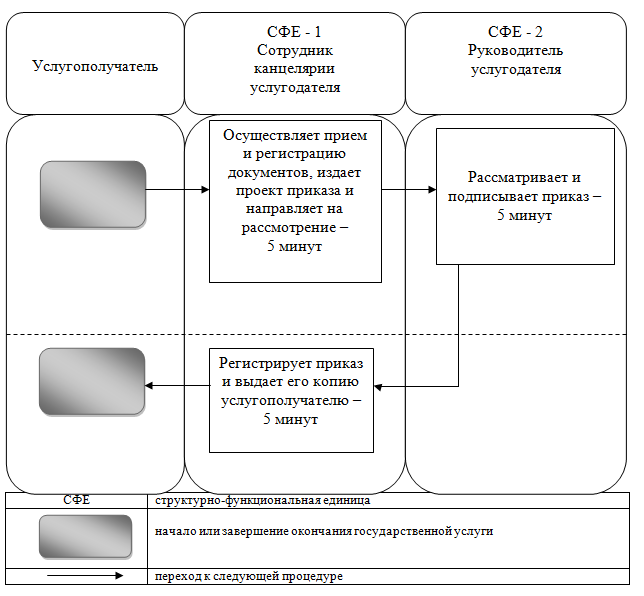 Услугополучатель
СФЕ - 1
Сотрудник
канцелярии
услугодателя
СФЕ - 2
Руководитель
услугодателя
Осуществляет прием
и регистрацию
документов, издает
проект приказа и
направляет на
рассмотрение –
5 минут
Рассматривает и
подписывает приказ –
5 минут
Регистрирует приказ
и выдает его копию
услугополучателю –
5 минут
СФЕ
структурно-функциональная единица
начало или завершение окончания государственной услуги
переход к следующей процедуре